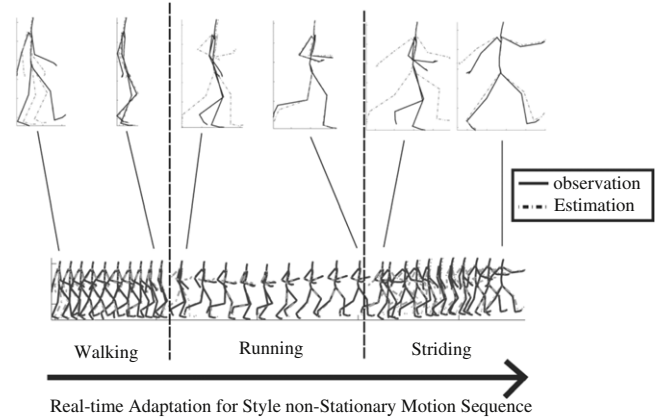 observation
Estimation
Walking
Running
Striding
Real-time Adaptation for Style non-Stationary Motion Sequence